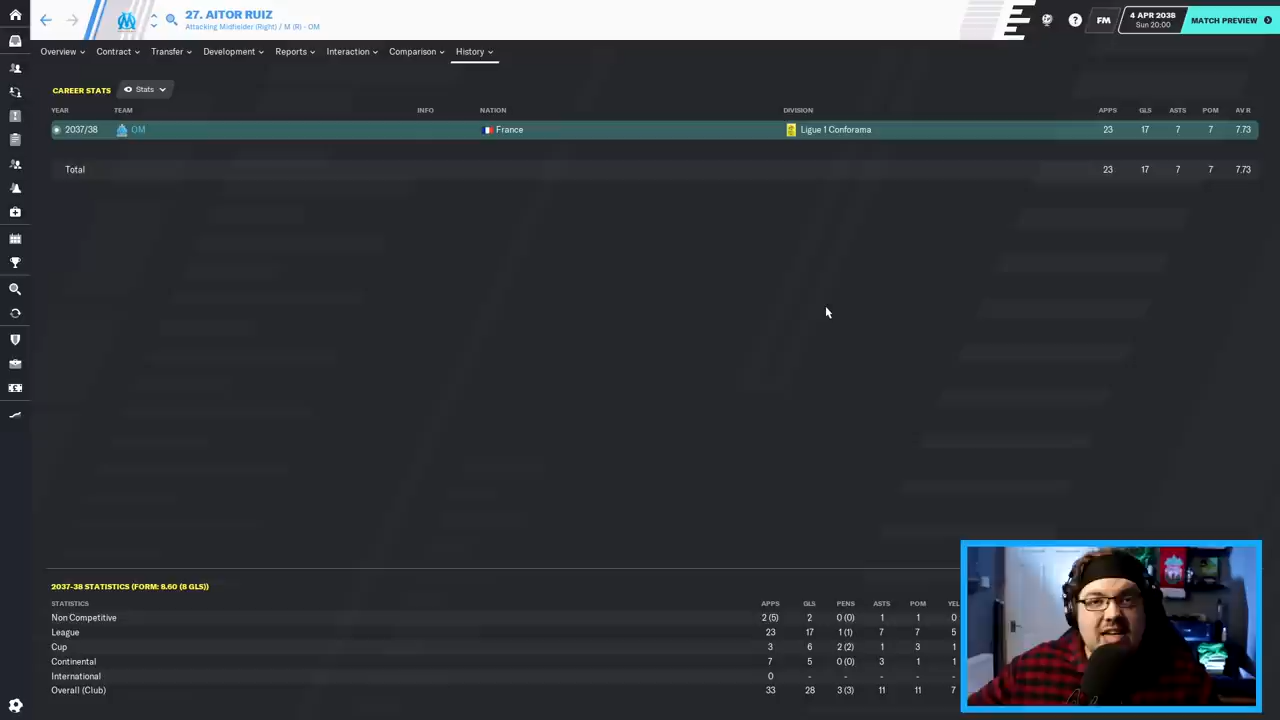 27. AITOR RUIZ
Attacking Midfielder (Right) / M (R) - OM
FM
4 APR 2038
Sun 20:00
MATCH PREVIEW
Overview Contract Transfer Development Reports Interaction Comparison History
CAREER STATS Stats
YEAR TEAM INFO NATION DIVISION APPS GLS ASTS POM AV R
2037/38 OM France Ligue 1 Conforama 23 17 7 7 7.73
Total 23 17 7 7 7.73
2037-38 STATISTICS (FORM: 8.60 (8 GLS))
STATISTICS APPS GLS PENS ASTS POM YEL
Non Competitive 2 (5) 2 0 (0) 1 1 0
League 23 17 1 (1) 7 7 5
Cup 3 6 2 (2) 1 3 1
Continental 7 5 0 (0) 3 1 1
International 0 - - - - -
Overall (Club) 33 28 3 (3) 11 11 7